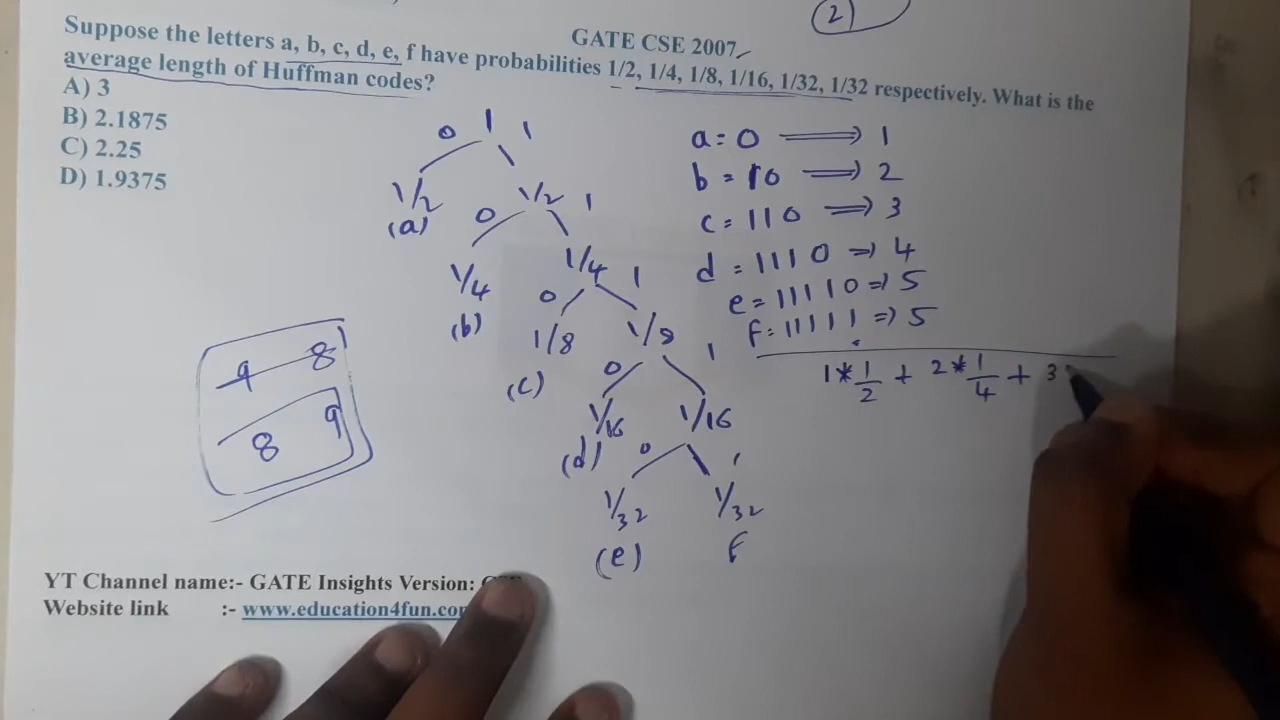 (2)
GATE CSE 2007
Suppose the letters a, b, c, d, e, f have probabilities 1/2, 1/4, 1/8, 1/16, 1/32, 1/32 respectively. What is the
average length of Huffman codes?
A) 3
B) 2.1875
C) 2.25
D) 1.9375
0 1 1
1/2 1/2 1
(a) 0
1/4 1/4 1
(b) 0
1/8 1/8 1
(c) 0
1/16 1/16
(d) 0 1
1/32 1/32
(e) f
a = 0 ⟹ 1
b = 10 ⟹ 2
c = 110 ⟹ 3
d = 1110 ⇒ 4
e = 11110 ⇒ 5
f = 11111 ⇒ 5
1*1/2 + 2*1/4 + 3
9 8
8 9
YT Channel name:- GATE Insights Version:
Website link :- www.education4fun.com